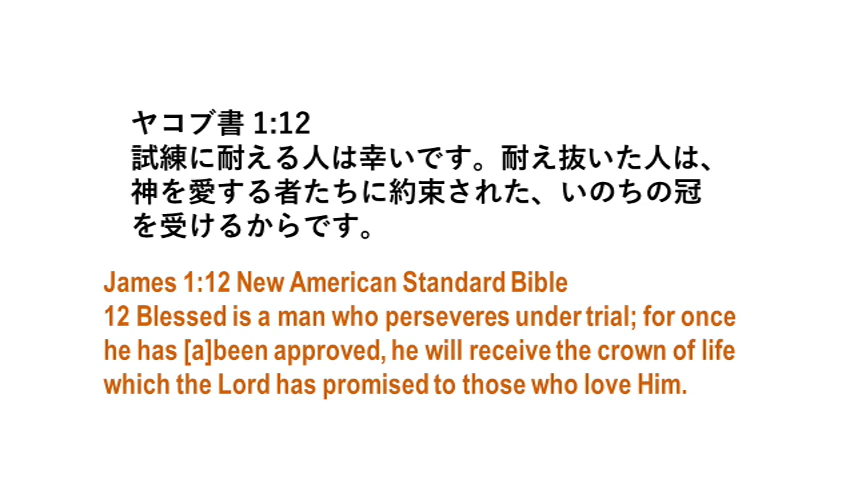 ヤコブ書 1:12
試練に耐える人は幸いです。耐え抜いた人は、
神を愛する者たちに約束された、いのちの冠
を受けるからです。
James 1:12 New American Standard Bible
12 Blessed is a man who perseveres under trial; for once
he has [a]been approved, he will receive the crown of life
which the Lord has promised to those who love Him.